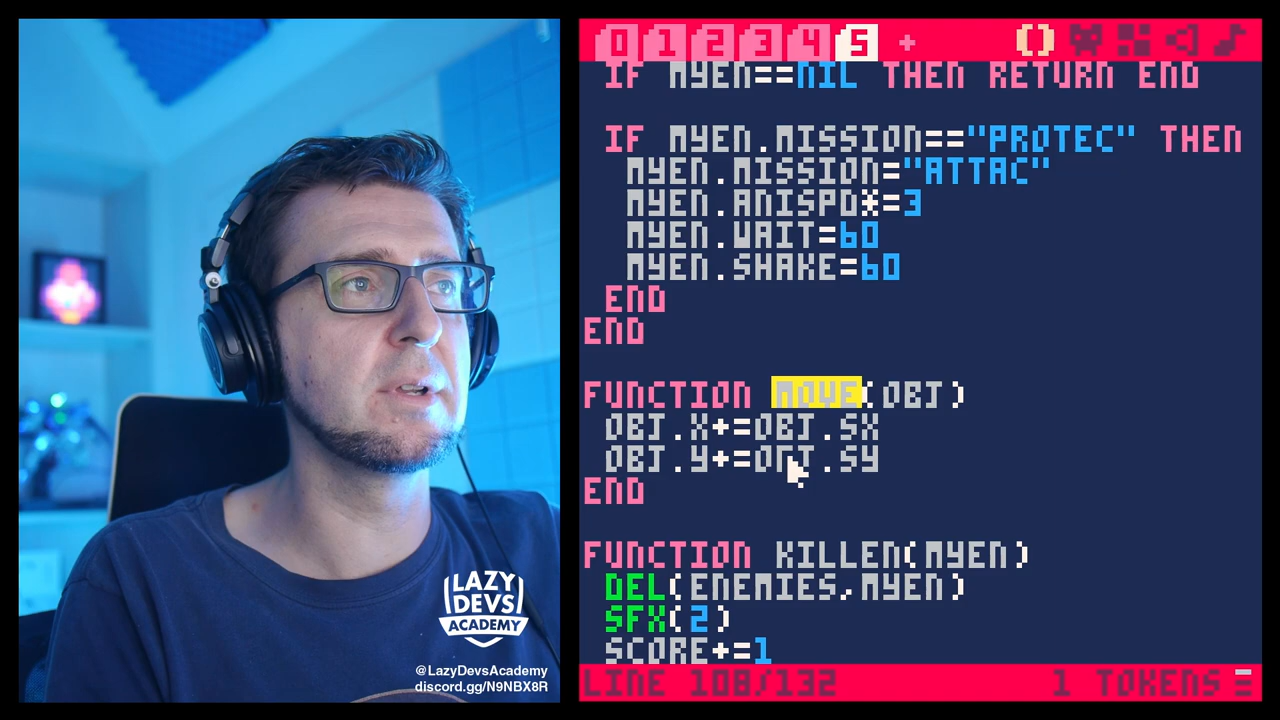 0 1 2 3 4 5 +
()
IF MYEN==NIL THEN RETURN END
IF MYEN.MISSION=="PROTEC" THEN
MYEN.MISSION="ATTAC"
MYEN.ANISPD*=3
MYEN.WAIT=60
MYEN.SHAKE=60
END
END
FUNCTION MOVE(OBJ)
OBJ.X+=OBJ.SX
OBJ.Y+=OBJ.SY
END
FUNCTION KILLEN(MYEN)
DEL(ENEMIES,MYEN)
SFX(2)
SCORE+=1
LINE 108/132
1 TOKENS
LAZY
DEVS
ACADEMY
@LazyDevsAcademy
discord.gg/N9NBX8R